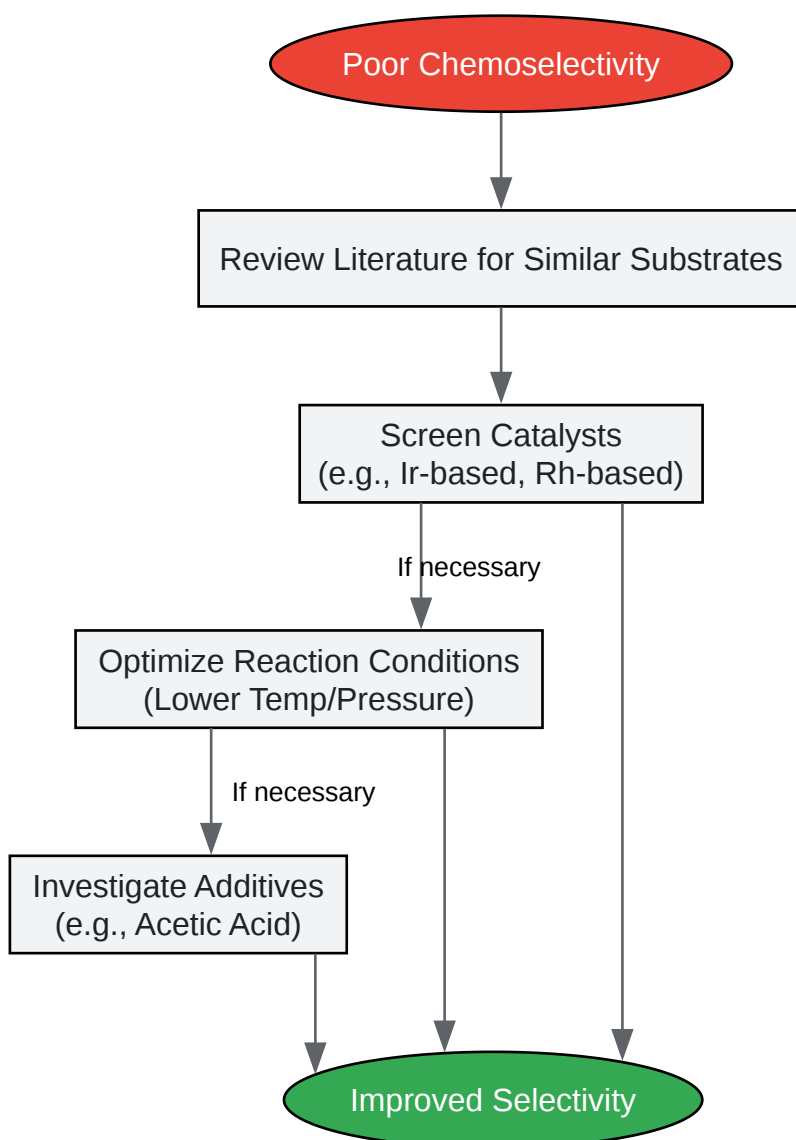 Poor Chemoselectivity
Review Literature for Similar Substrates
Screen Catalysts
(e.g., Ir-based, Rh-based)
If necessary
Optimize Reaction Conditions
(Lower Temp/Pressure)
If necessary
Investigate Additives
(e.g., Acetic Acid)
Improved Selectivity